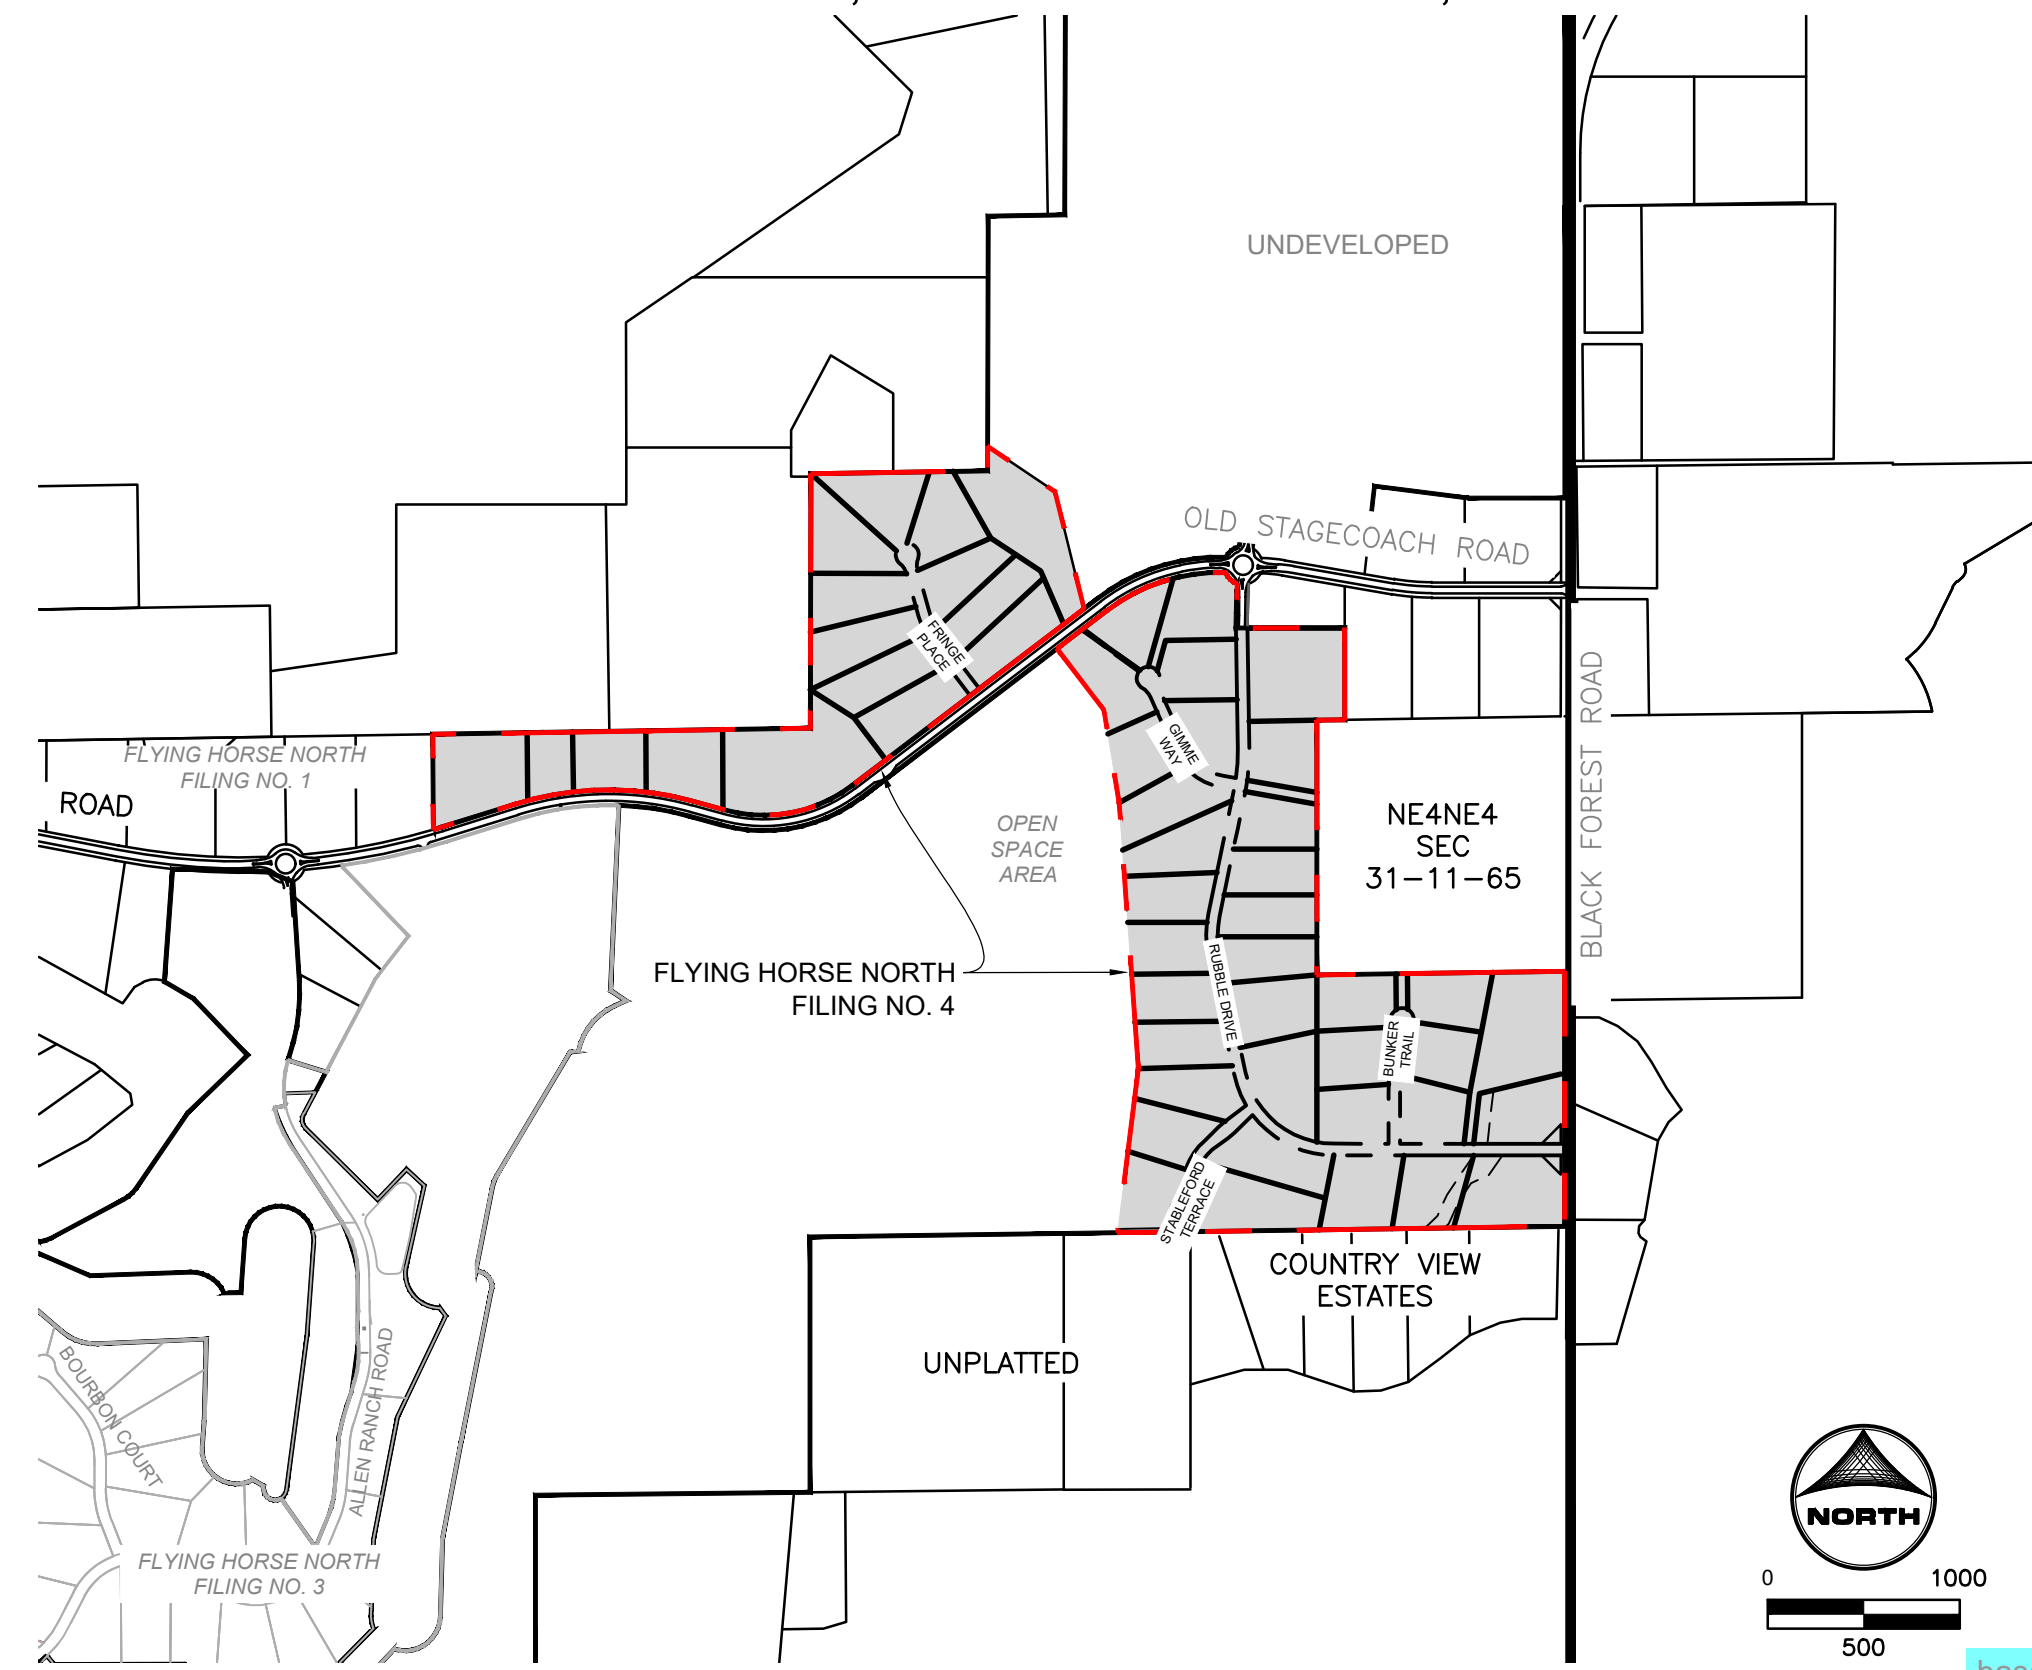 UNDEVELOPED
OLD STAGECOACH ROAD
FRINGE
PLACE
FLYING HORSE NORTH
FILING NO. 1
ROAD
GIMME
WAY
BLACK FOREST ROAD
NE4NE4
SEC
31-11-65
OPEN
SPACE
AREA
FLYING HORSE NORTH
FILING NO. 4
RUBBLE DRIVE
BUNKER
TRAIL
STABLEFORD
TERRACE
COUNTRY VIEW
ESTATES
UNPLATTED
BOURBON COURT
ALLEN RANCH ROAD
FLYING HORSE NORTH
FILING NO. 3
NORTH
0 1000
500